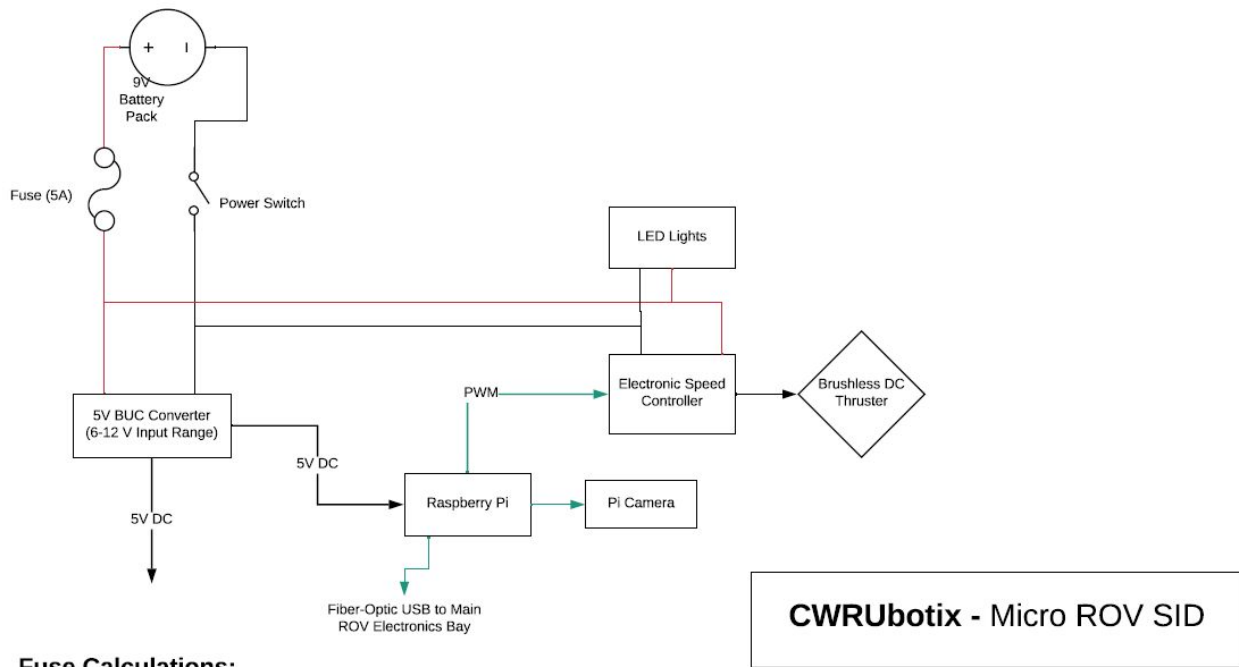 + I
9V
Battery
Pack
Fuse (5A)
Power Switch
LED Lights
Electronic Speed
Controller
Brushless DC
Thruster
PWM
5V BUC Converter
(6-12 V Input Range)
5V DC
5V DC
Raspberry Pi
Pi Camera
Fiber-Optic USB to Main
ROV Electronics Bay
CWRUbotix - Micro ROV SID
Fuse Calculations: